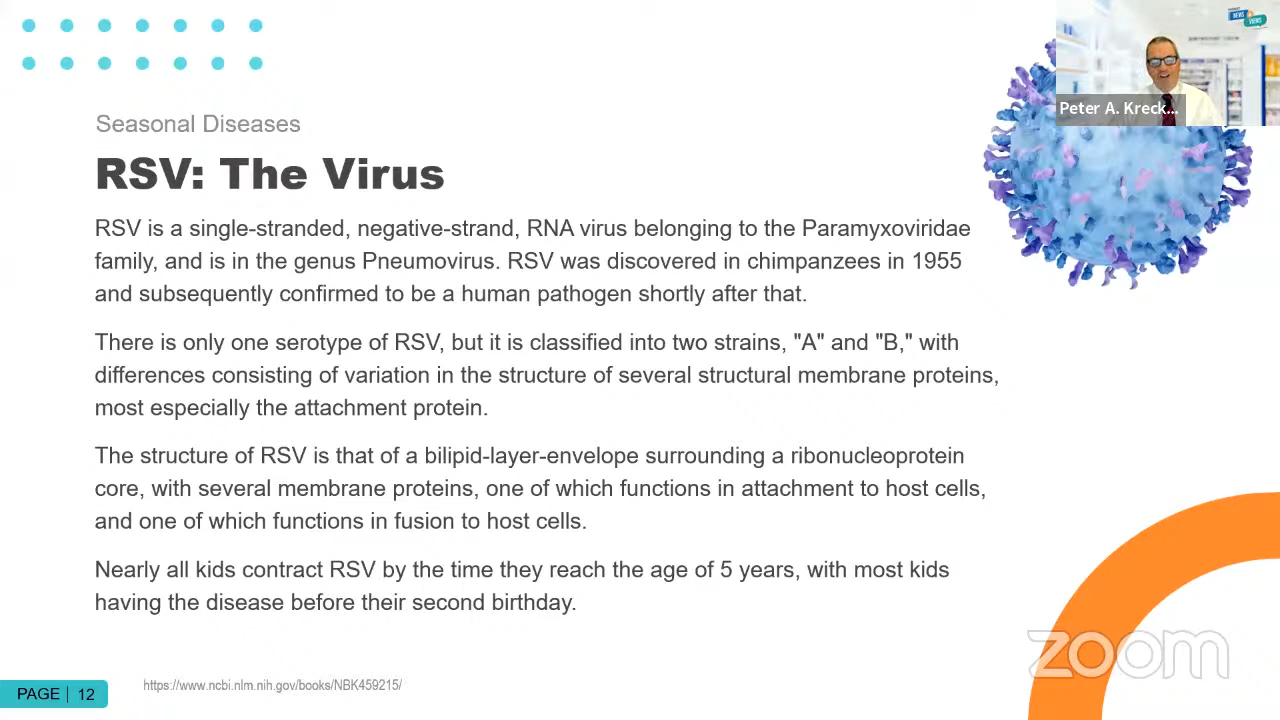 NEWS
VIEWS
Peter A. Kreck...
Seasonal Diseases
RSV: The Virus
RSV is a single-stranded, negative-strand, RNA virus belonging to the Paramyxoviridae
family, and is in the genus Pneumovirus. RSV was discovered in chimpanzees in 1955
and subsequently confirmed to be a human pathogen shortly after that.
There is only one serotype of RSV, but it is classified into two strains, "A" and "B," with
differences consisting of variation in the structure of several structural membrane proteins,
most especially the attachment protein.
The structure of RSV is that of a bilipid-layer-envelope surrounding a ribonucleoprotein
core, with several membrane proteins, one of which functions in attachment to host cells,
and one of which functions in fusion to host cells.
Nearly all kids contract RSV by the time they reach the age of 5 years, with most kids
having the disease before their second birthday.
zoom
PAGE | 12
https://www.ncbi.nlm.nih.gov/books/NBK459215/